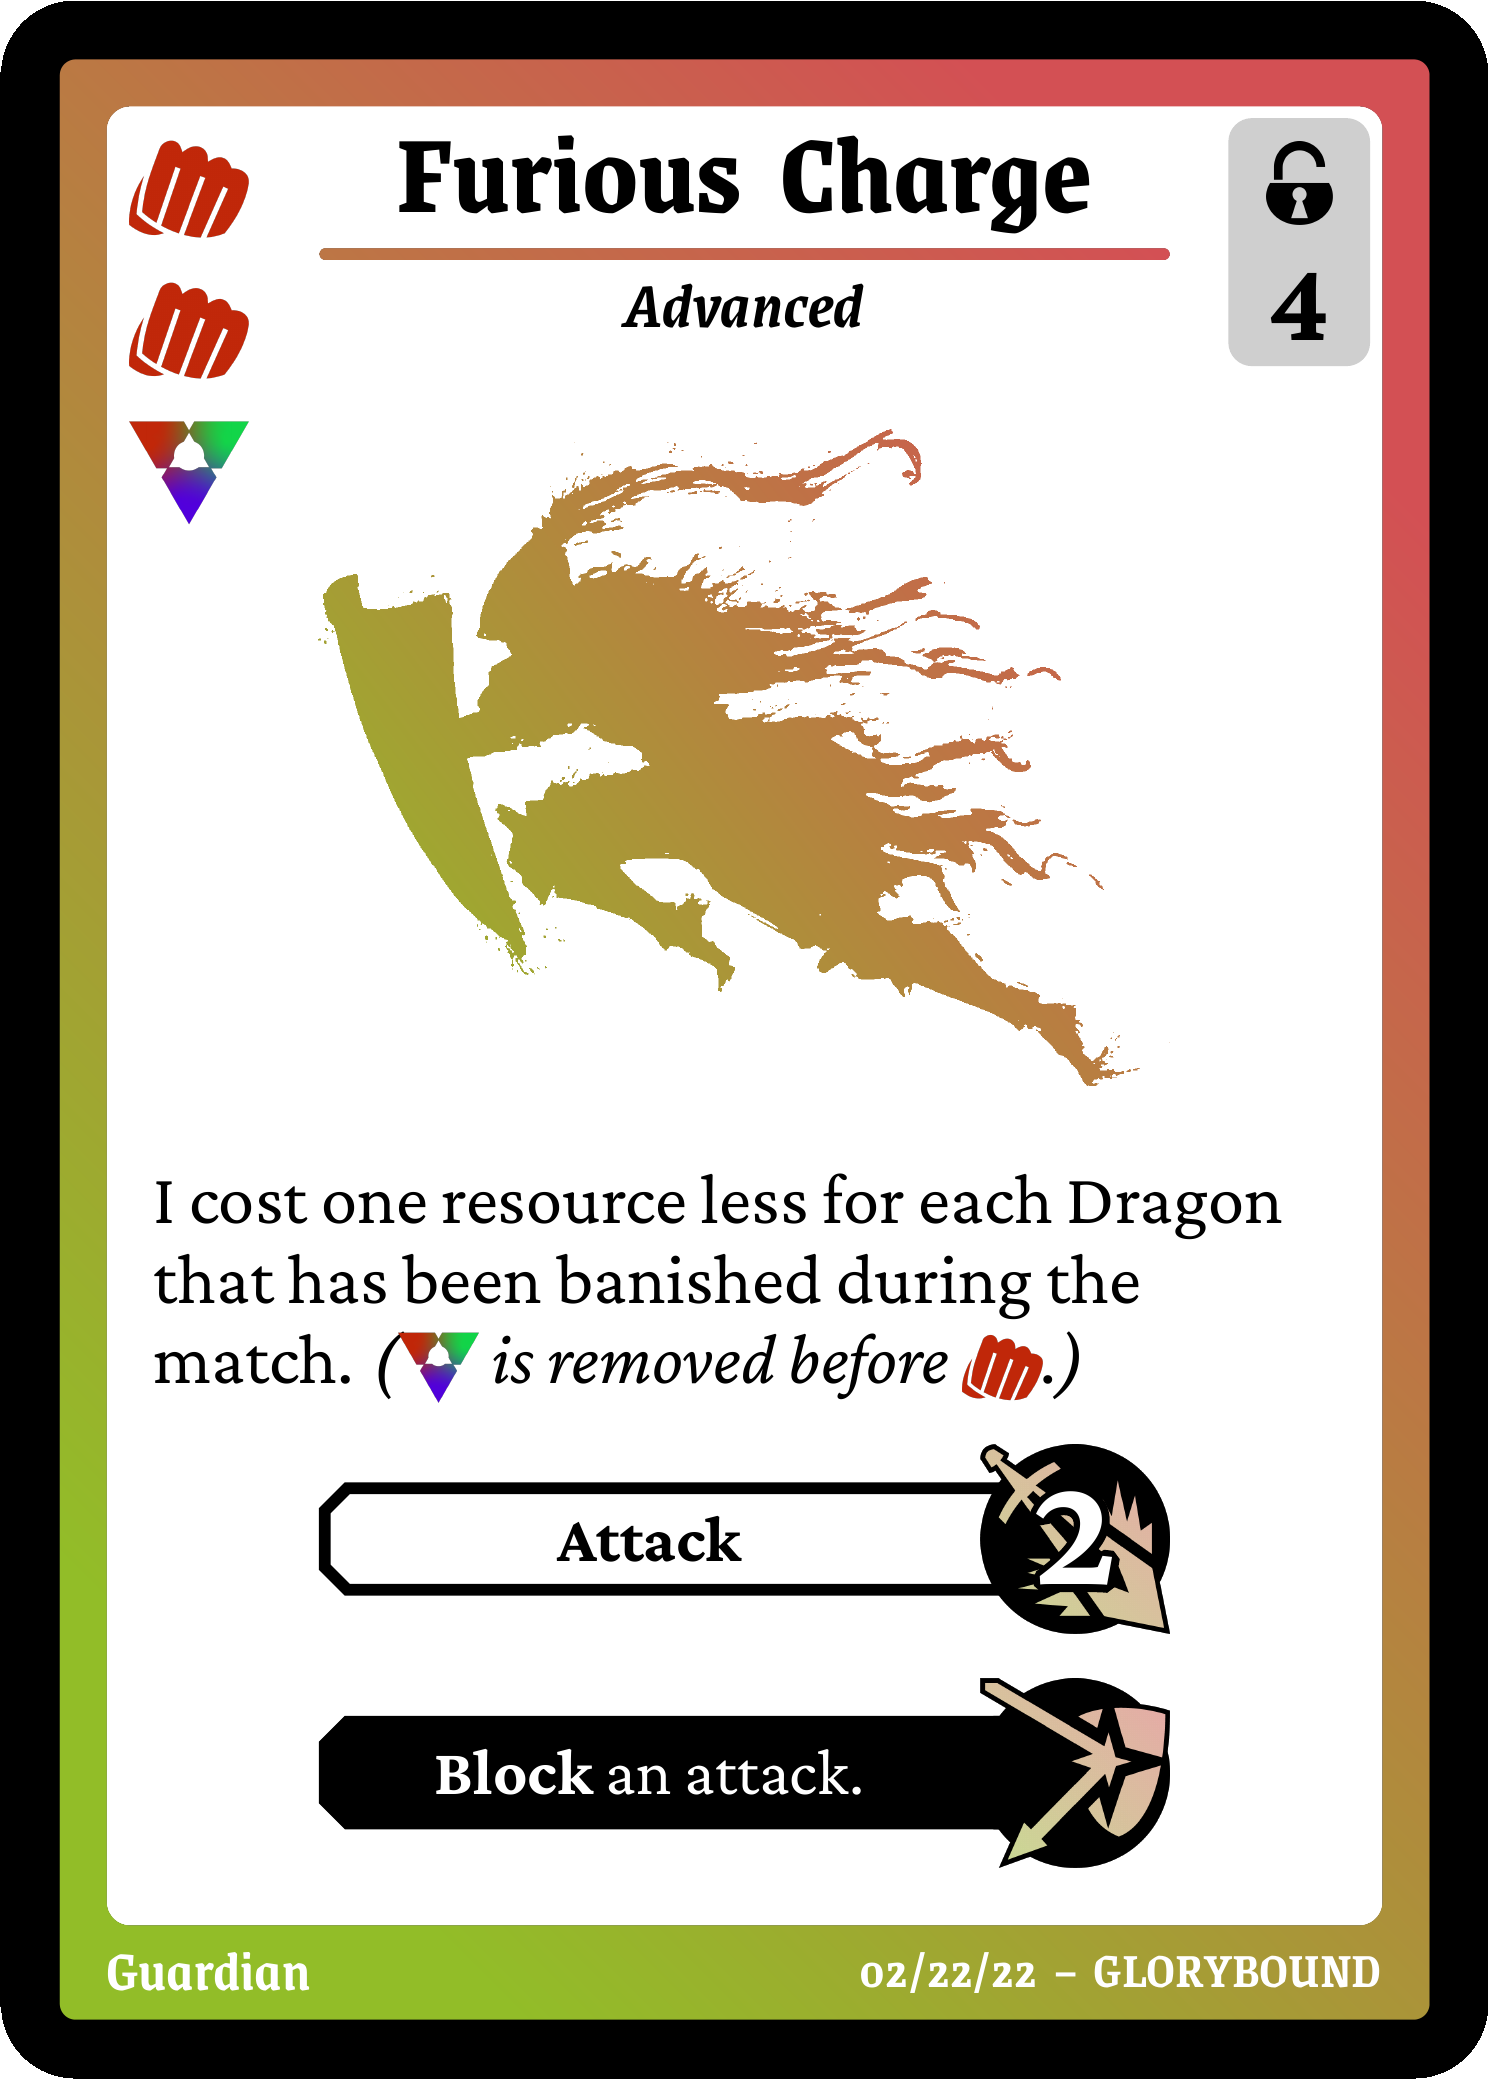 Furious Charge
Advanced
4
I cost one resource less for each Dragon
that has been banished during the
match. ( is removed before .)
Attack
2
Block an attack.
Guardian
02/22/22 – GLORYBOUND